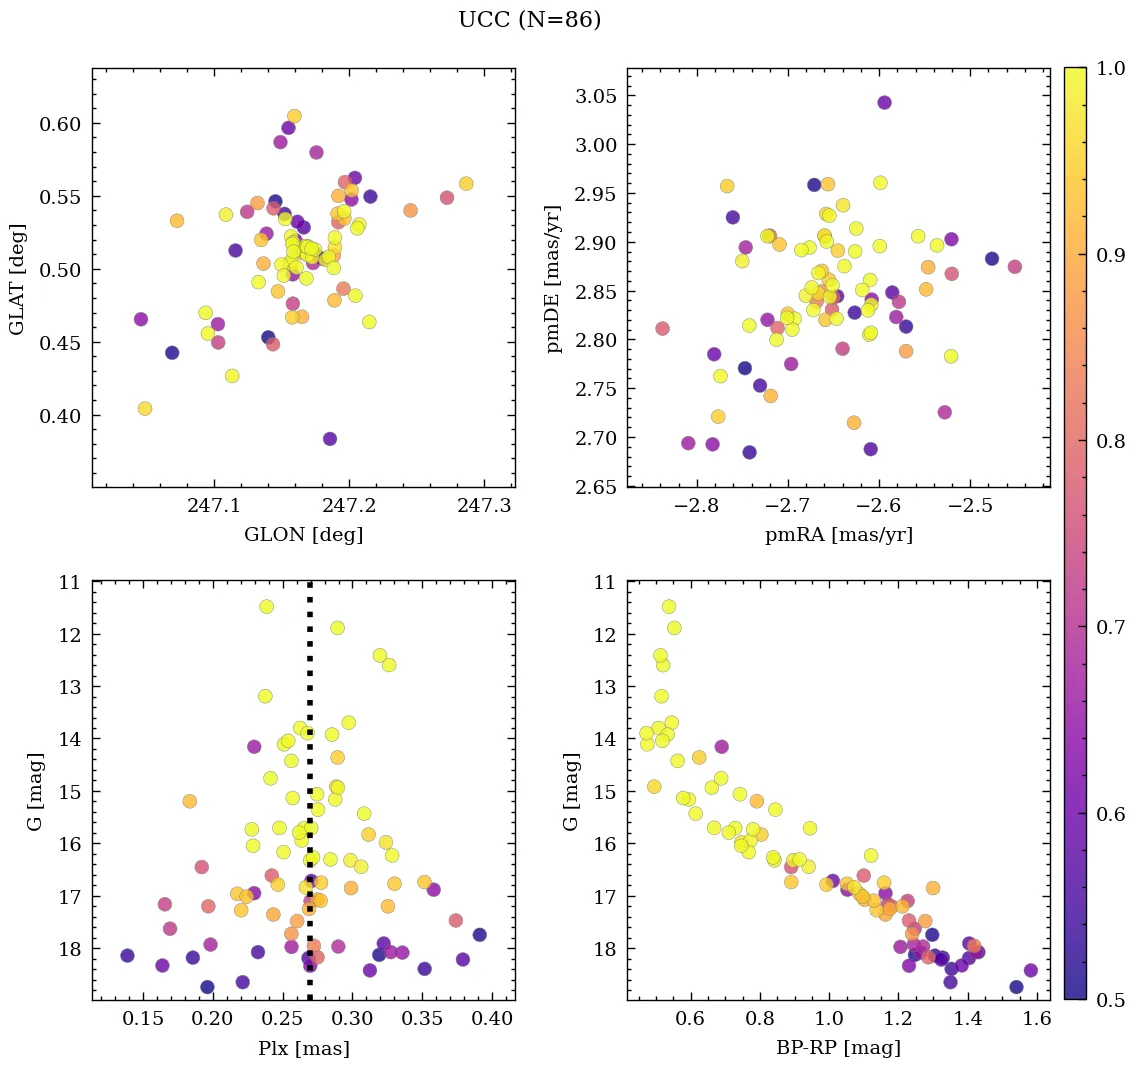 UCC (N=86)
0.60
0.55
0.50
0.45
0.40
GLAT [deg]
247.1 247.2 247.3
GLON [deg]
3.05
3.00
2.95
2.90
2.85
2.80
2.75
2.70
2.65
pmDE [mas/yr]
−2.8 −2.7 −2.6 −2.5
pmRA [mas/yr]
1.0
0.9
0.8
0.7
0.6
0.5
11
12
13
14
15
16
17
18
G [mag]
0.15 0.20 0.25 0.30 0.35 0.40
Plx [mas]
11
12
13
14
15
16
17
18
G [mag]
0.6 0.8 1.0 1.2 1.4 1.6
BP-RP [mag]